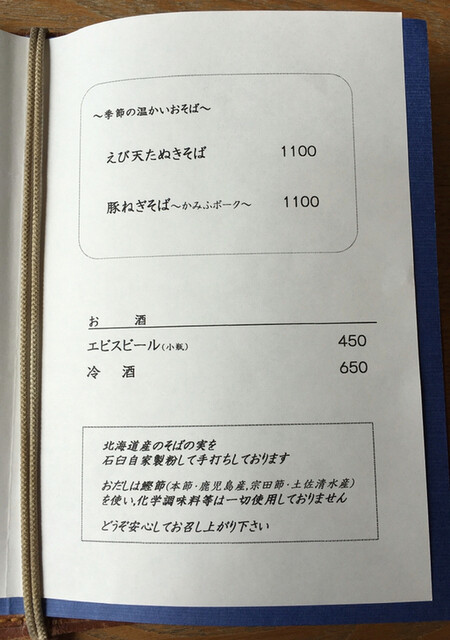 ～季節の温かいおそば～
えび天たぬきそば 1100
豚ねぎそば～かみふポーク～ 1100
お 酒
エビスビール(小瓶) 450
冷 酒 650
北海道産のそばの実を
石臼自家製粉して手打ちしております
おだしは鰹節(本節・鹿児島産,宗田節・土佐清水産)
を使い,化学調味料等は一切使用しておりません
どうぞ安心してお召し上がり下さい